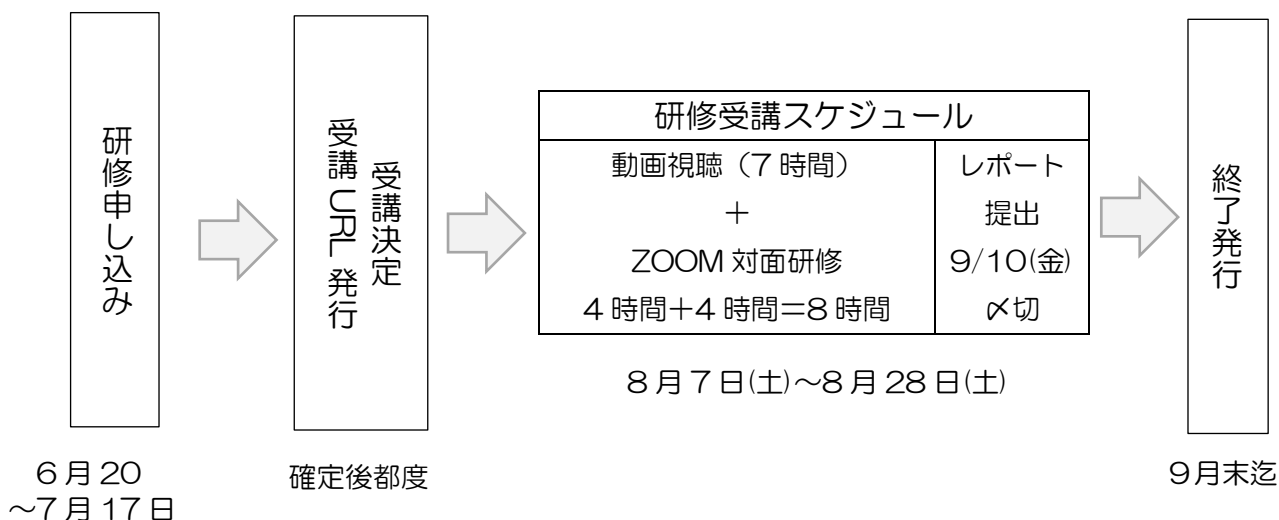 研修申し込み
6月20
～7月17日
受講決定
受講URL発行
確定後都度
研修受講スケジュール
動画視聴（7時間）
＋
ZOOM対面研修
4時間＋4時間＝8時間
レポート
提出
9/10(金)
〆切
8月7日(土)～8月28日(土)
終了発行
9月末迄